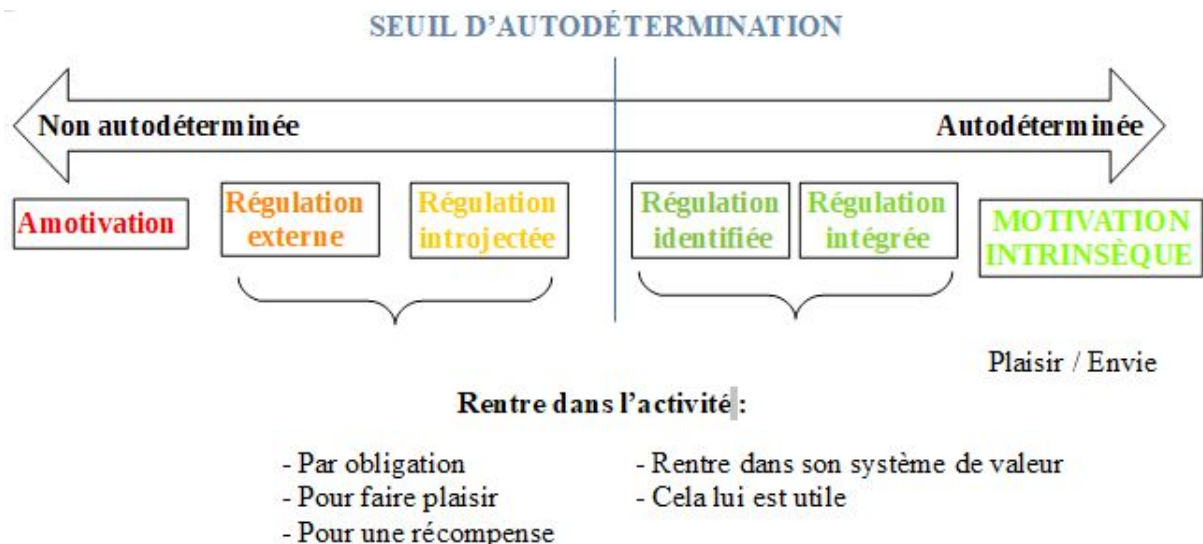 SEUIL D'AUTODÉTERMINATION
Non autodéterminée
Autodéterminée
Amotivation
Régulation
externe
Régulation
introjectée
Régulation
identifiée
Régulation
intégrée
MOTIVATION
INTRINSÈQUE
Plaisir / Envie
Rentre dans l'activité :
- Par obligation
- Pour faire plaisir
- Pour une récompense
- Rentre dans son système de valeur
- Cela lui est utile